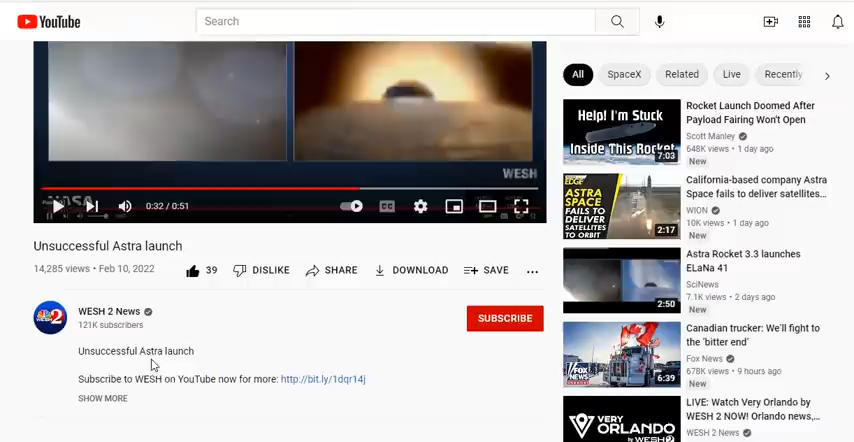 YouTube
Search
WESH
NASA
0:32 / 0:51
CC
Unsuccessful Astra launch
14,285 views • Feb 10, 2022
39
DISLIKE
SHARE
DOWNLOAD
SAVE
...
WESH 2 News
121K subscribers
SUBSCRIBE
Unsuccessful Astra launch
Subscribe to WESH on YouTube now for more: http://bit.ly/1dqr14j
SHOW MORE
All
SpaceX
Related
Live
Recently
Help! I'm Stuck
Inside This Rocket
7:03
Rocket Launch Doomed After
Payload Fairing Won't Open
Scott Manley
648K views • 1 day ago
New
EDGE
ASTRA
SPACE
FAILS TO
DELIVER
SATELLITES
TO ORBIT
2:17
California-based company Astra
Space fails to deliver satellites...
WION
10K views • 1 day ago
New
2:50
Astra Rocket 3.3 launches
ELaNa 41
SciNews
7.1K views • 2 days ago
New
FOX
NEWS
6:39
Canadian trucker: We'll fight to
the 'bitter end'
Fox News
678K views • 9 hours ago
New
VERY
ORLANDO
by WESH 2
LIVE: Watch Very Orlando by
WESH 2 NOW! Orlando news,...
WESH 2 News